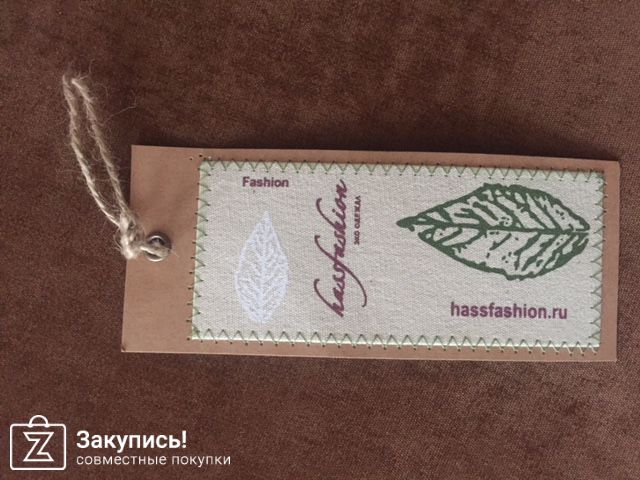 Fashion
hassfashion
эко одежда
hassfashion.ru
Закупись!
совместные покупки